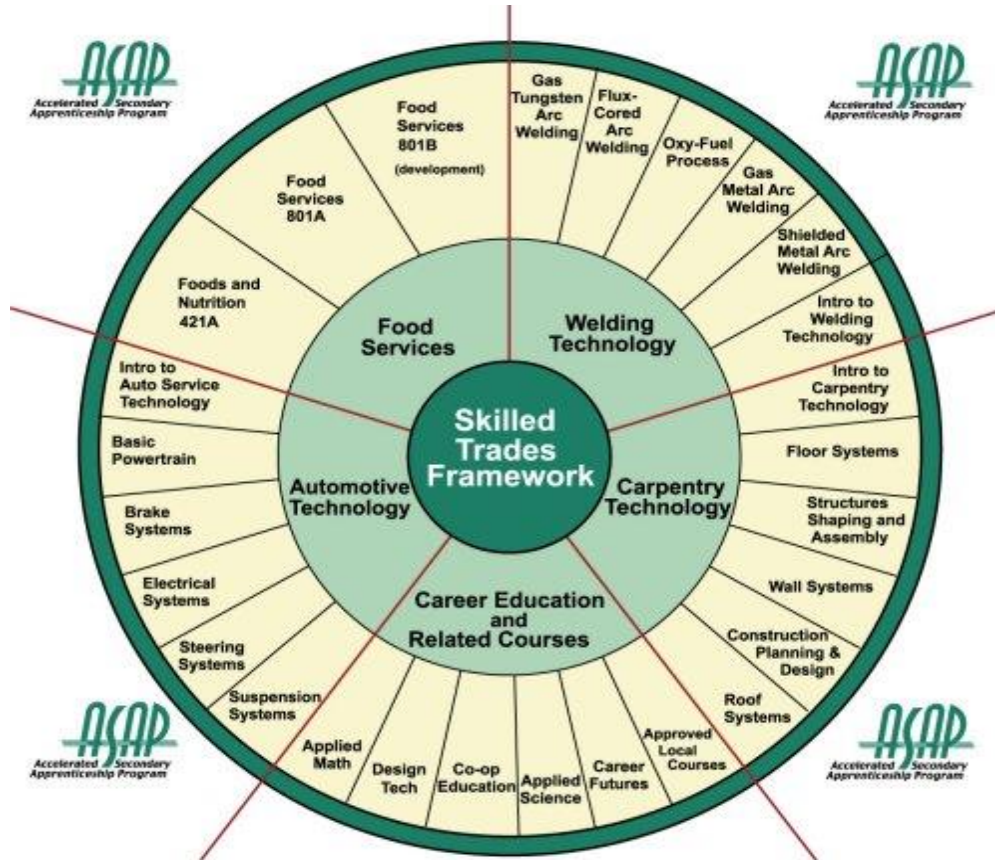 ASAP
Accelerated Secondary
Apprenticeship Program
ASAP
Accelerated Secondary
Apprenticeship Program
Skilled
Trades
Framework
Welding
Technology
Gas
Tungsten
Arc
Welding
Flux-
Cored
Arc
Welding
Oxy-Fuel
Process
Gas
Metal Arc
Welding
Shielded
Metal Arc
Welding
Intro to
Welding
Technology
Carpentry
Technology
Intro to
Carpentry
Technology
Floor Systems
Structures
Shaping and
Assembly
Wall Systems
Construction
Planning &
Design
Roof
Systems
Career Education
and
Related Courses
Approved
Local
Courses
Career
Futures
Applied
Science
Co-op
Education
Design
Tech
Applied
Math
Automotive
Technology
Suspension
Systems
Steering
Systems
Electrical
Systems
Brake
Systems
Basic
Powertrain
Intro to
Auto Service
Technology
Food
Services
Foods and
Nutrition
421A
Food
Services
801A
Food
Services
801B
(development)
ASAP
Accelerated Secondary
Apprenticeship Program
ASAP
Accelerated Secondary
Apprenticeship Program